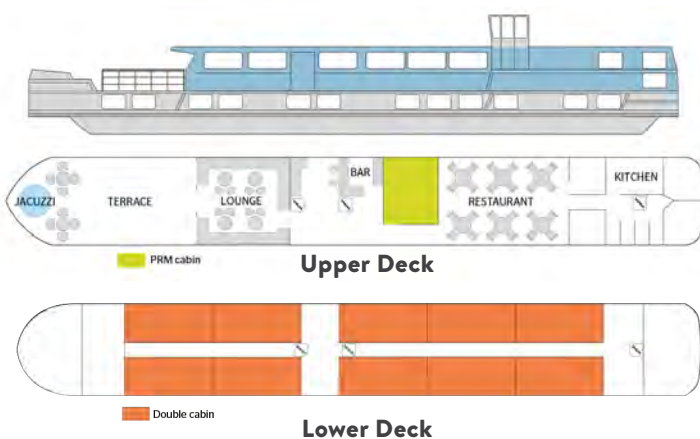 JACUZZI
TERRACE
LOUNGE
BAR
RESTAURANT
KITCHEN
PRM cabin
Upper Deck
Double cabin
Lower Deck